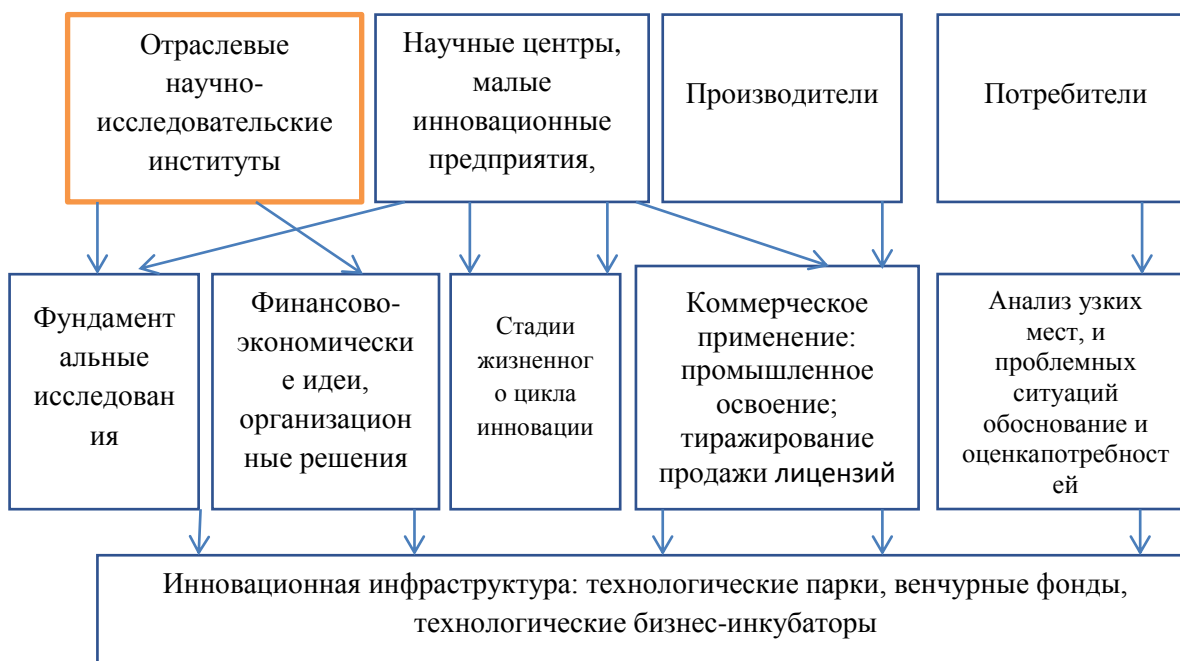 Отраслевые
научно-
исследовательские
институты
Научные центры,
малые
инновационные
предприятия,
Производители
Потребители
Фундамент
альные
исследован
ия
Финансово-
экономически
е идеи,
организацион
ные решения
Стадии
жизненног
о цикла
инновации
Коммерческое
применение:
промышленное
освоение;
тиражирование
продажи лицензий
Анализ узких
мест, и
проблемных
ситуаций
обоснование и
оценкапотребност
ей
Инновационная инфраструктура: технологические парки, венчурные фонды,
технологические бизнес-инкубаторы